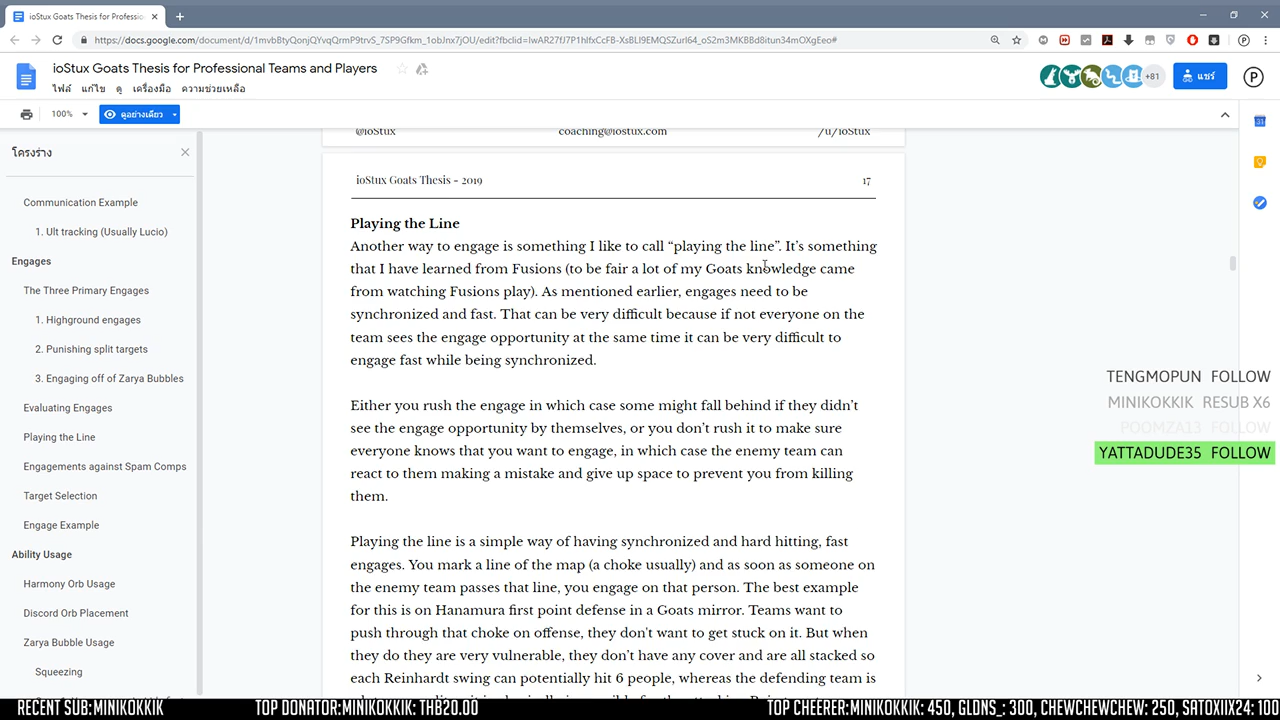 ioStux Goats Thesis for Professio
https://docs.google.com/document/d/1mvbBtyQonjQYvqQrmP9trvS_7SP9Gfkm_1obJnx7jOU/edit?fbclid=IwAR27fJ7P1hlfxCcFB-XsBLl9EMQSZurl64_oS2m3MKBBd8itun34mOXgEeo#
ioStux Goats Thesis for Professional Teams and Players
ไฟล์ แก้ไข ดู เครื่องมือ ความช่วยเหลือ
+81
แชร์
P
100%
ดูอย่างเดียว
โครงร่าง
Communication Example
1. Ult tracking (Usually Lucio)
Engages
The Three Primary Engages
1. Highground engages
2. Punishing split targets
3. Engaging off of Zarya Bubbles
Evaluating Engages
Playing the Line
Engagements against Spam Comps
Target Selection
Engage Example
Ability Usage
Harmony Orb Usage
Discord Orb Placement
Zarya Bubble Usage
Squeezing
@ioStux coaching@iostux.com /u/ioStux
ioStux Goats Thesis - 2019 17
Playing the Line
Another way to engage is something I like to call “playing the line”. It’s something
that I have learned from Fusions (to be fair a lot of my Goats knowledge came
from watching Fusions play). As mentioned earlier, engages need to be
synchronized and fast. That can be very difficult because if not everyone on the
team sees the engage opportunity at the same time it can be very difficult to
engage fast while being synchronized.
Either you rush the engage in which case some might fall behind if they didn’t
see the engage opportunity by themselves, or you don’t rush it to make sure
everyone knows that you want to engage, in which case the enemy team can
react to them making a mistake and give up space to prevent you from killing
them.
Playing the line is a simple way of having synchronized and hard hitting, fast
engages. You mark a line of the map (a choke usually) and as soon as someone on
the enemy team passes that line, you engage on that person. The best example
for this is on Hanamura first point defense in a Goats mirror. Teams want to
push through that choke on offense, they don't want to get stuck on it. But when
they do they are very vulnerable, they don’t have any cover and are all stacked so
each Reinhardt swing can potentially hit 6 people, whereas the defending team is
TENGMOPUN FOLLOW
MINIKOKKIK RESUB X6
POOMZA13 FOLLOW
YATTADUDE35 FOLLOW
RECENT SUB:MINIKOKKIK TOP DONATOR:MINIKOKKIK: THB20.00 TOP CHEERER:MINIKOKKIK: 450, GLDNS_: 300, CHEWCHEWCHEW: 250, SATOXIIX24: 100